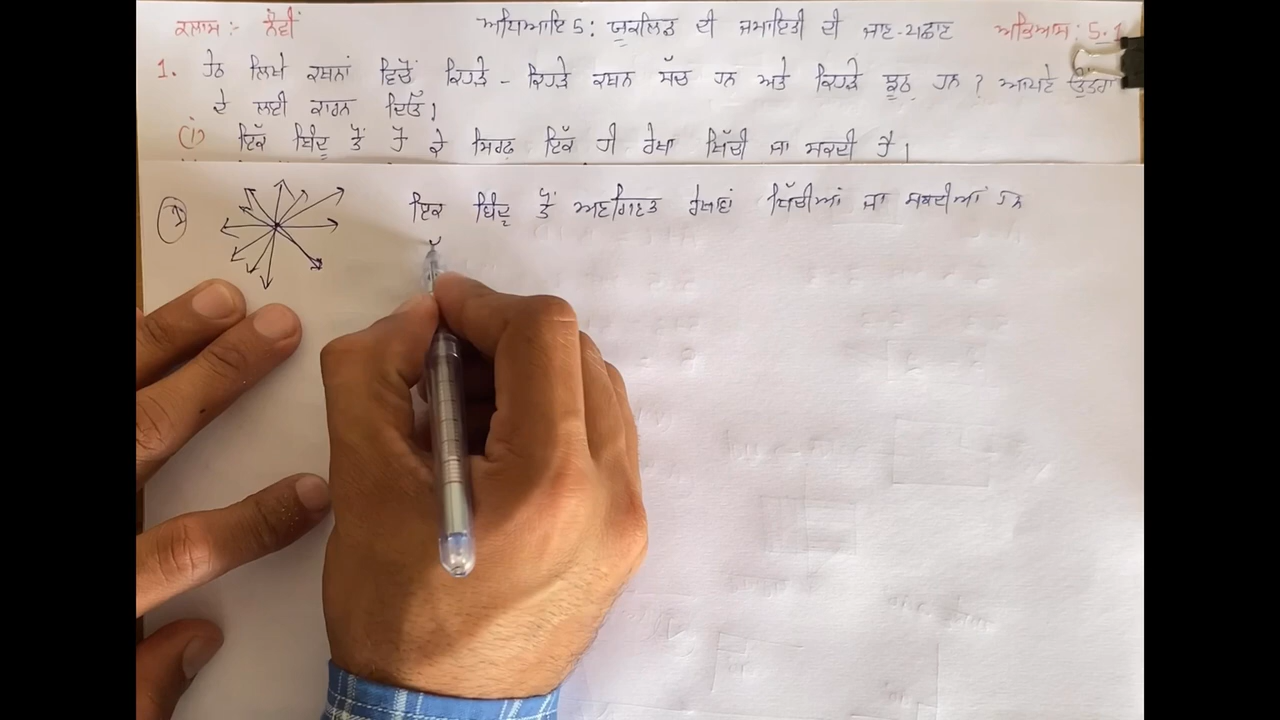 ਕਲਾਸ :- ਨੌਵੀਂ ਅਧਿਆਇ 5 : ਯੂਕਲਿਡ ਦੀ ਜਮਾਇਤੀ ਦੀ ਜਾਣ-ਪਛਾਣ ਅਭਿਆਸ : 5.1
1. ਹੇਠ ਲਿਖੇ ਕਥਨਾਂ ਵਿਚੋਂ ਕਿਹੜੇ - ਕਿਹੜੇ ਕਥਨ ਸੱਚ ਹਨ ਅਤੇ ਕਿਹੜੇ ਝੂਠ ਹਨ ? ਆਪਣੇ ਉੱਤਰਾਂ
ਦੇ ਲਈ ਕਾਰਨ ਦਿਓ।
(i) ਇੱਕ ਬਿੰਦੂ ਤੋਂ ਹੋ ਕੇ ਸਿਰਫ਼ ਇੱਕ ਹੀ ਰੇਖਾ ਖਿੱਚੀ ਜਾ ਸਕਦੀ ਹੈ।
ਇਕ ਬਿੰਦੂ ਤੋਂ ਅਣਗਿਣਤ ਰੇਖਾਵਾਂ ਖਿੱਚੀਆਂ ਜਾ ਸਕਦੀਆਂ ਹਨ